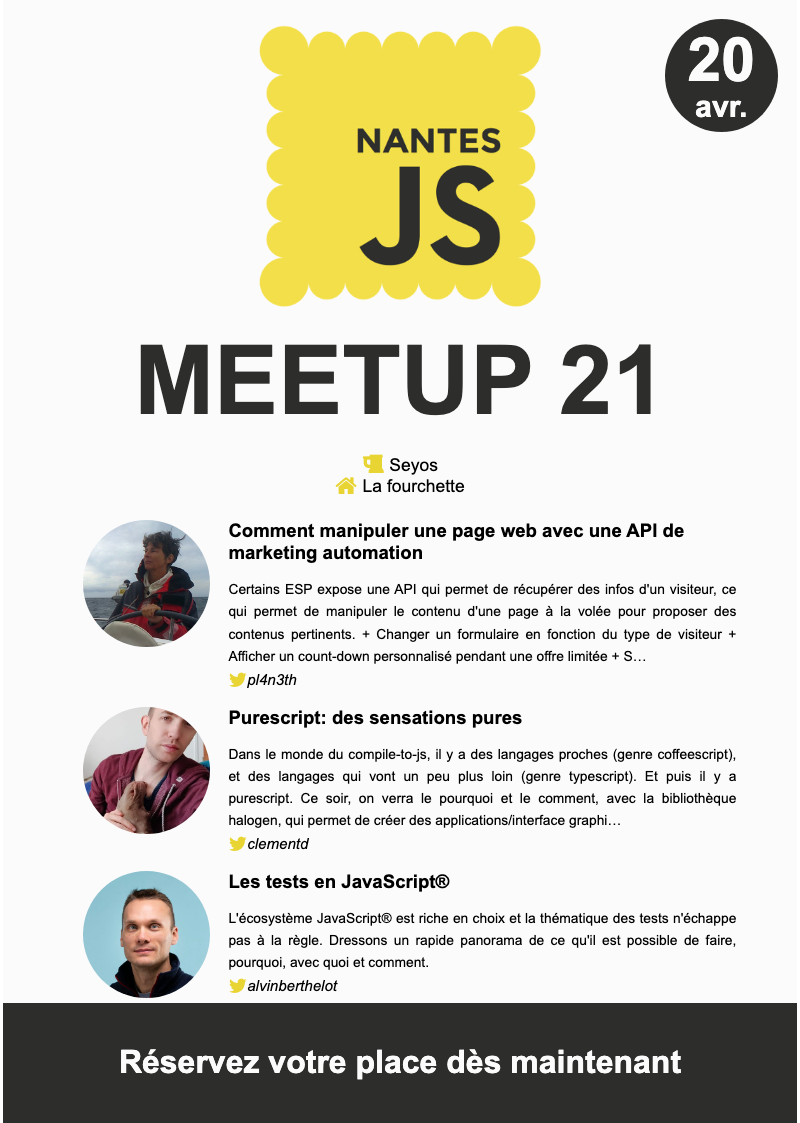 20
avr.
NANTES
JS
MEETUP 21
Seyos
La fourchette
Comment manipuler une page web avec une API de
marketing automation
Certains ESP expose une API qui permet de récupérer des infos d'un visiteur, ce
qui permet de manipuler le contenu d'une page à la volée pour proposer des
contenus pertinents. + Changer un formulaire en fonction du type de visiteur +
Afficher un count-down personnalisé pendant une offre limitée + S…
pl4n3th
Purescript: des sensations pures
Dans le monde du compile-to-js, il y a des langages proches (genre coffeescript),
et des langages qui vont un peu plus loin (genre typescript). Et puis il y a
purescript. Ce soir, on verra le pourquoi et le comment, avec la bibliothèque
halogen, qui permet de créer des applications/interface graphi…
clementd
Les tests en JavaScript®
L'écosystème JavaScript® est riche en choix et la thématique des tests n'échappe
pas à la règle. Dressons un rapide panorama de ce qu'il est possible de faire,
pourquoi, avec quoi et comment.
alvinberthelot
Réservez votre place dès maintenant